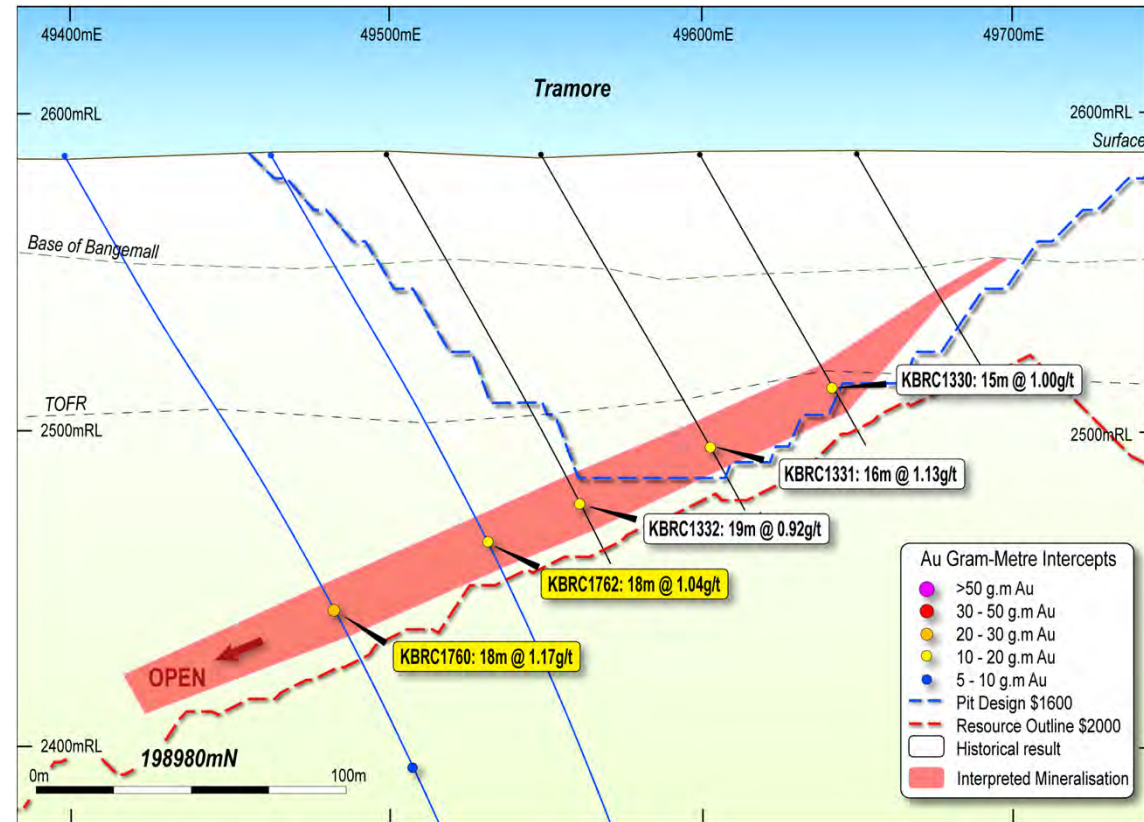 49400mE 49500mE 49600mE 49700mE
Tramore
2600mRL 2600mRL
Surface
Base of Bangemall
TOFR
2500mRL 2500mRL
KBRC1330: 15m @ 1.00g/t
KBRC1331: 16m @ 1.13g/t
KBRC1332: 19m @ 0.92g/t
KBRC1762: 18m @ 1.04g/t
KBRC1760: 18m @ 1.17g/t
OPEN
2400mRL
198980mN
0m 100m
Au Gram-Metre Intercepts
>50 g.m Au
30 - 50 g.m Au
20 - 30 g.m Au
10 - 20 g.m Au
5 - 10 g.m Au
Pit Design $1600
Resource Outline $2000
Historical result
Interpreted Mineralisation